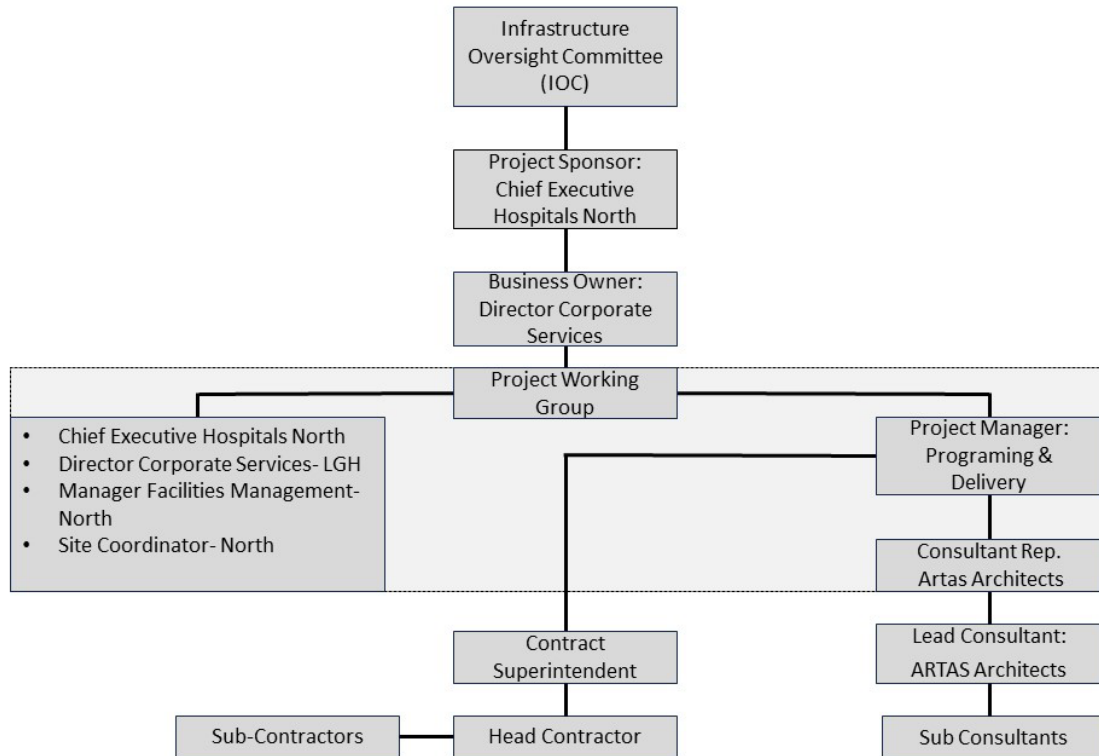 Infrastructure
Oversight Committee
(IOC)
Project Sponsor:
Chief Executive
Hospitals North
Business Owner:
Director Corporate
Services
Project Working
Group
• Chief Executive Hospitals North
• Director Corporate Services- LGH
• Manager Facilities Management-
North
• Site Coordinator- North
Project Manager:
Programing &
Delivery
Consultant Rep.
Artas Architects
Contract
Superintendent
Lead Consultant:
ARTAS Architects
Sub-Contractors
Head Contractor
Sub Consultants